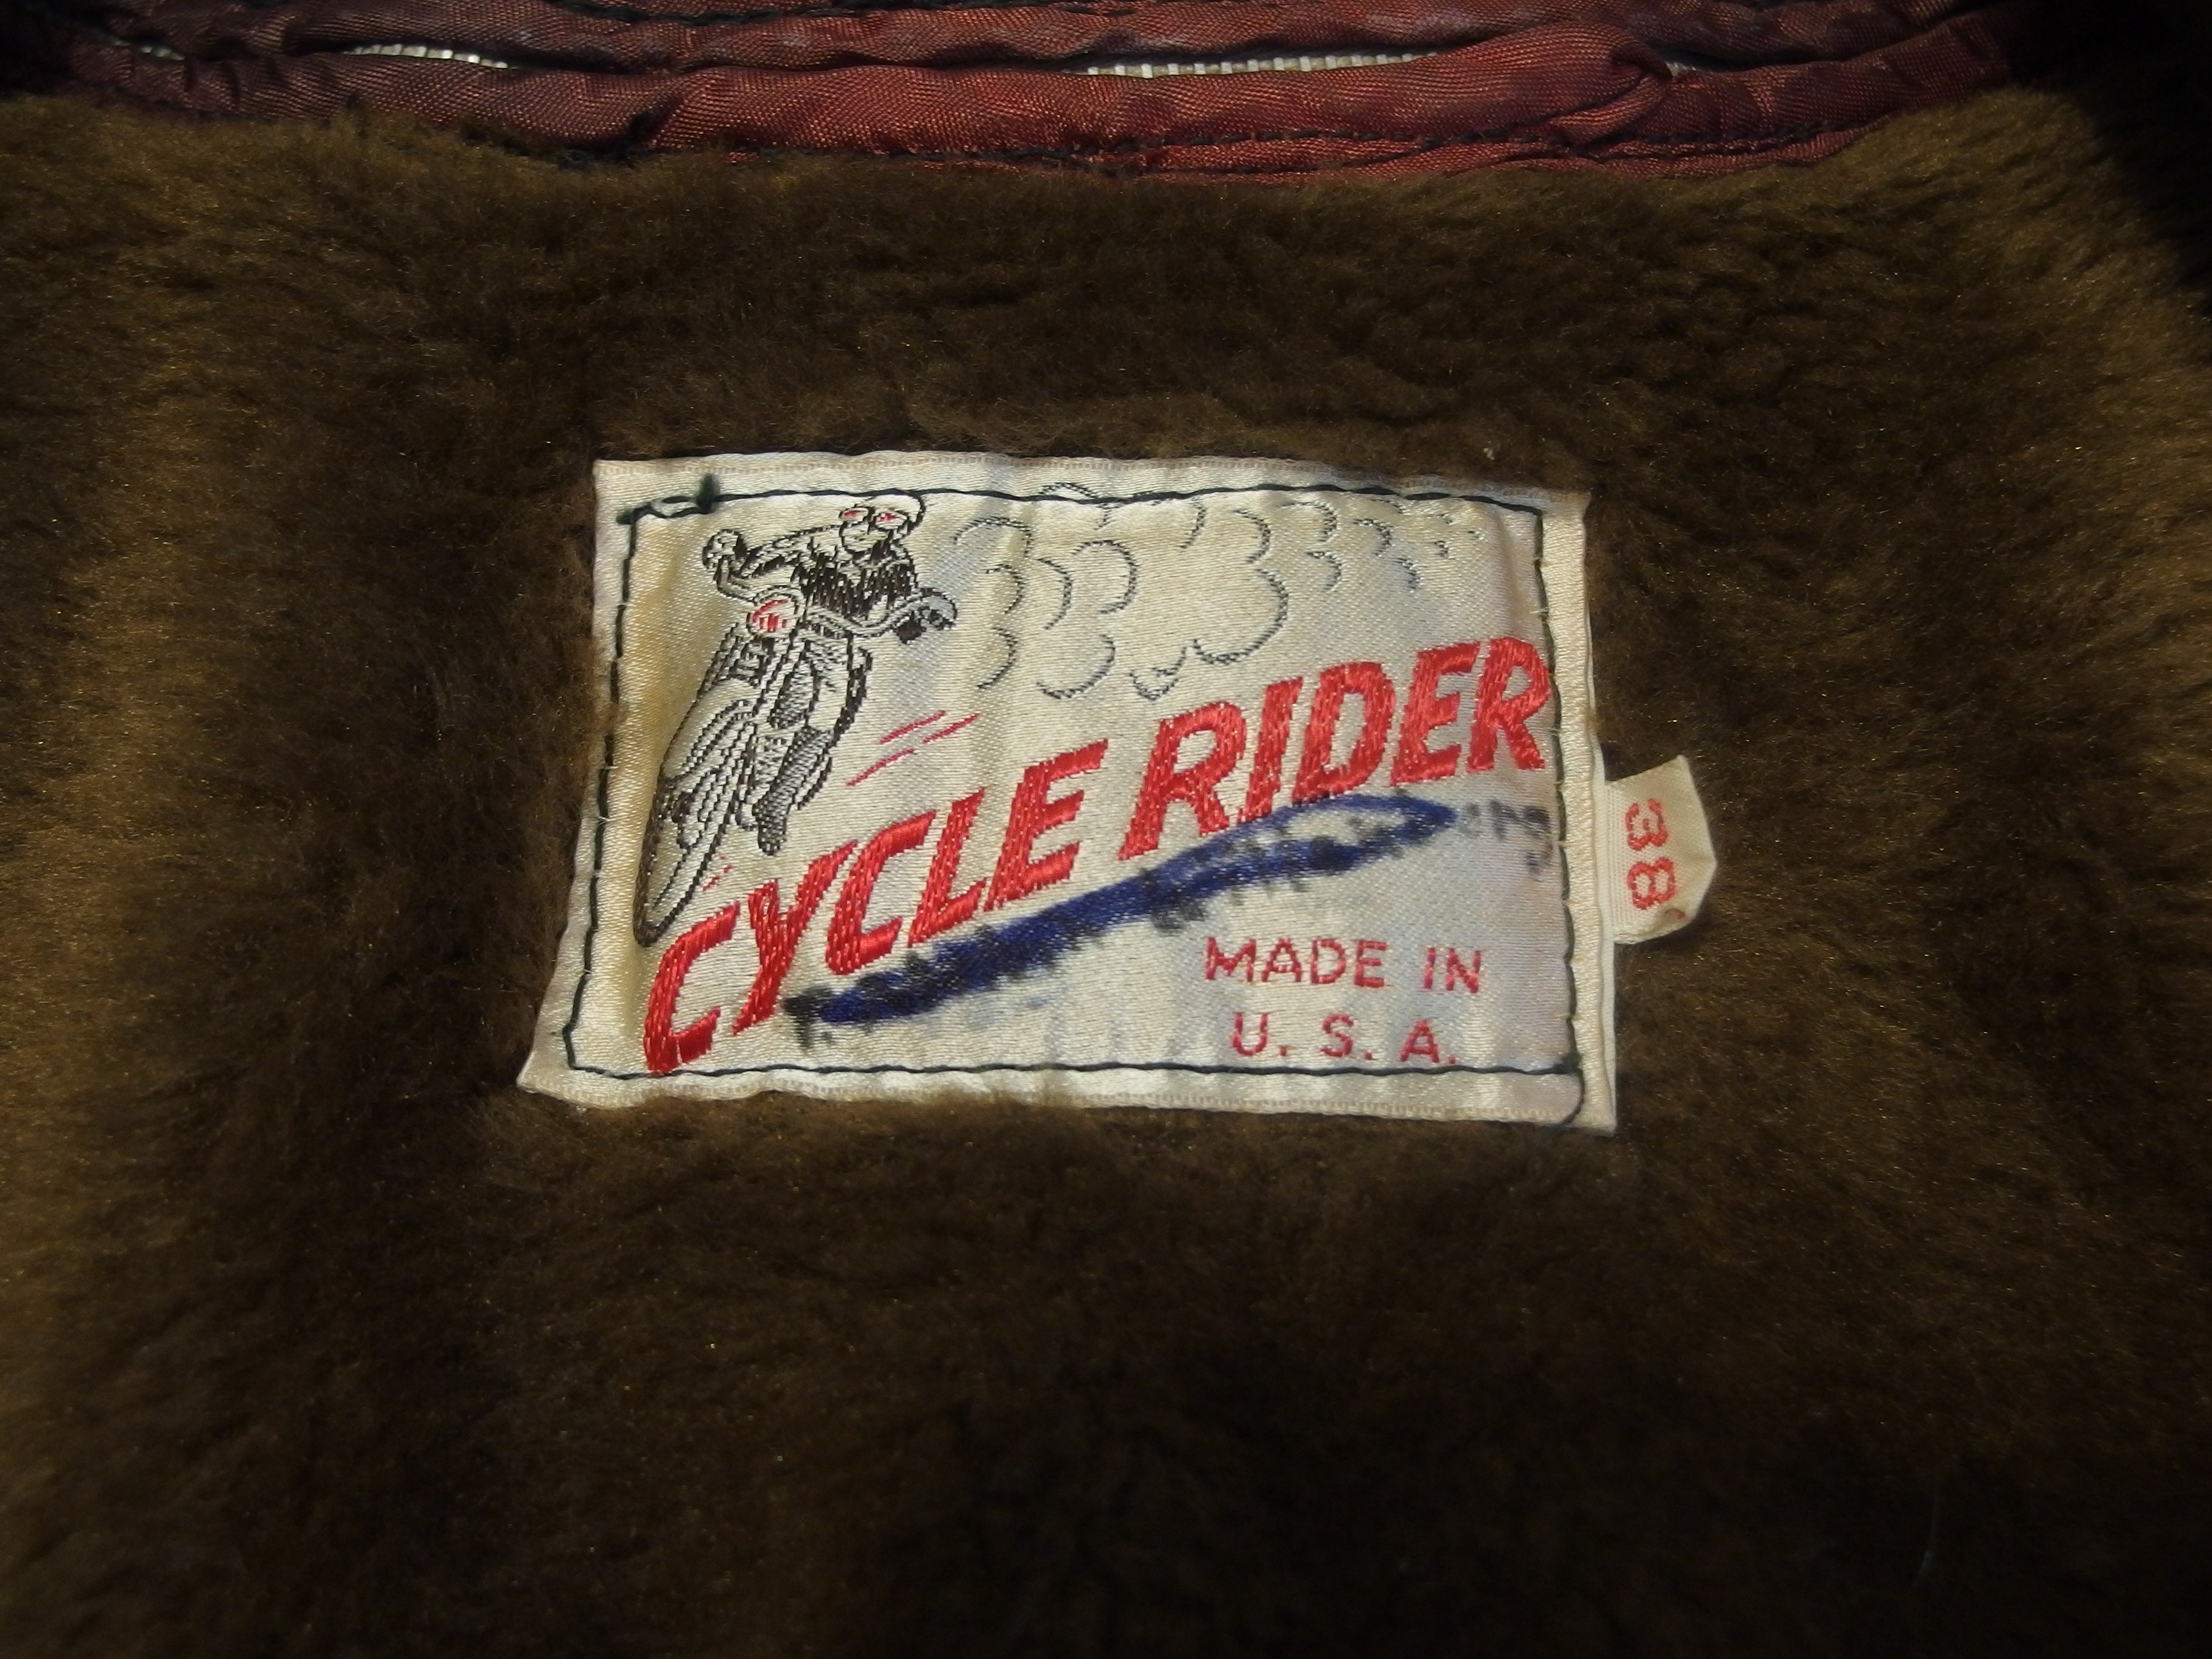 CYCLE RIDER
MADE IN
U. S. A.
38